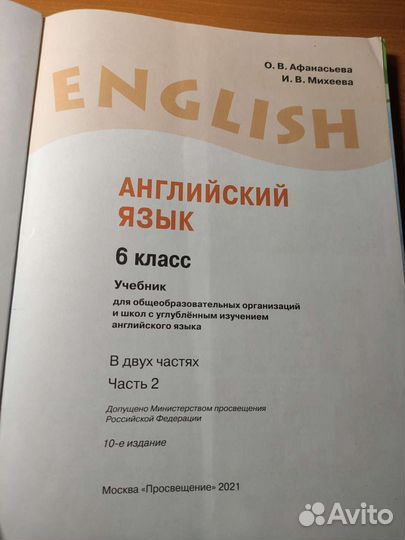 О. В. Афанасьева
И. В. Михеева
ENGLISH
АНГЛИЙСКИЙ
ЯЗЫК
6 класс
Учебник
для общеобразовательных организаций
и школ с углублённым изучением
английского языка
В двух частях
Часть 2
Допущено Министерством просвещения
Российской Федерации
10-е издание
Москва «Просвещение» 2021
Avito